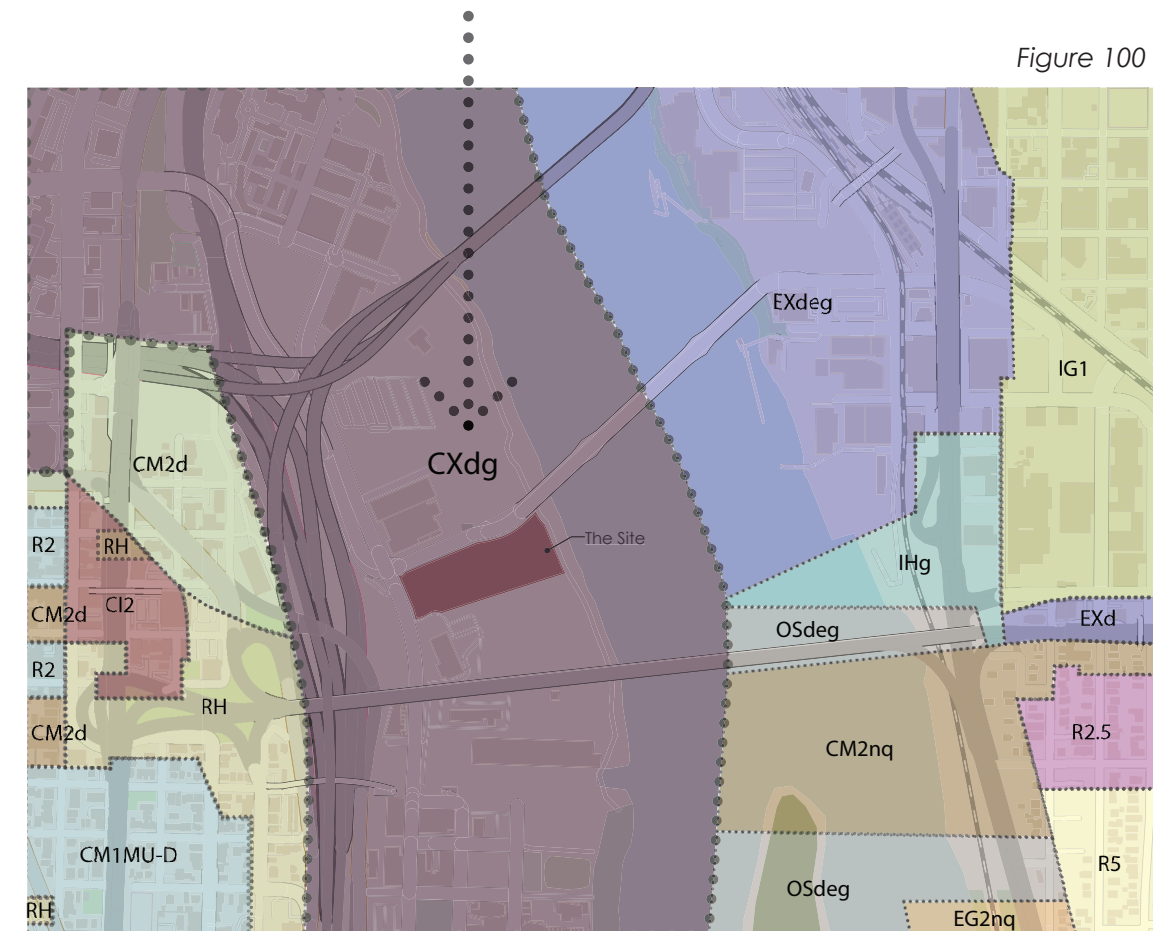 Figure 100
EXdeg
IG1
CXdg
CM2d
R2
RH
The Site
IHg
CM2d
CI2
EXd
OSdeg
R2
RH
CM2d
R2.5
CM2nq
CM1MU-D
R5
OSdeg
RH
EG2nq